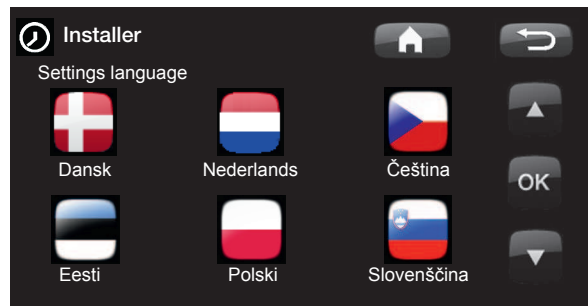 Installer
Settings language
Dansk Nederlands Čeština
OK
Eesti Polski Slovenščina